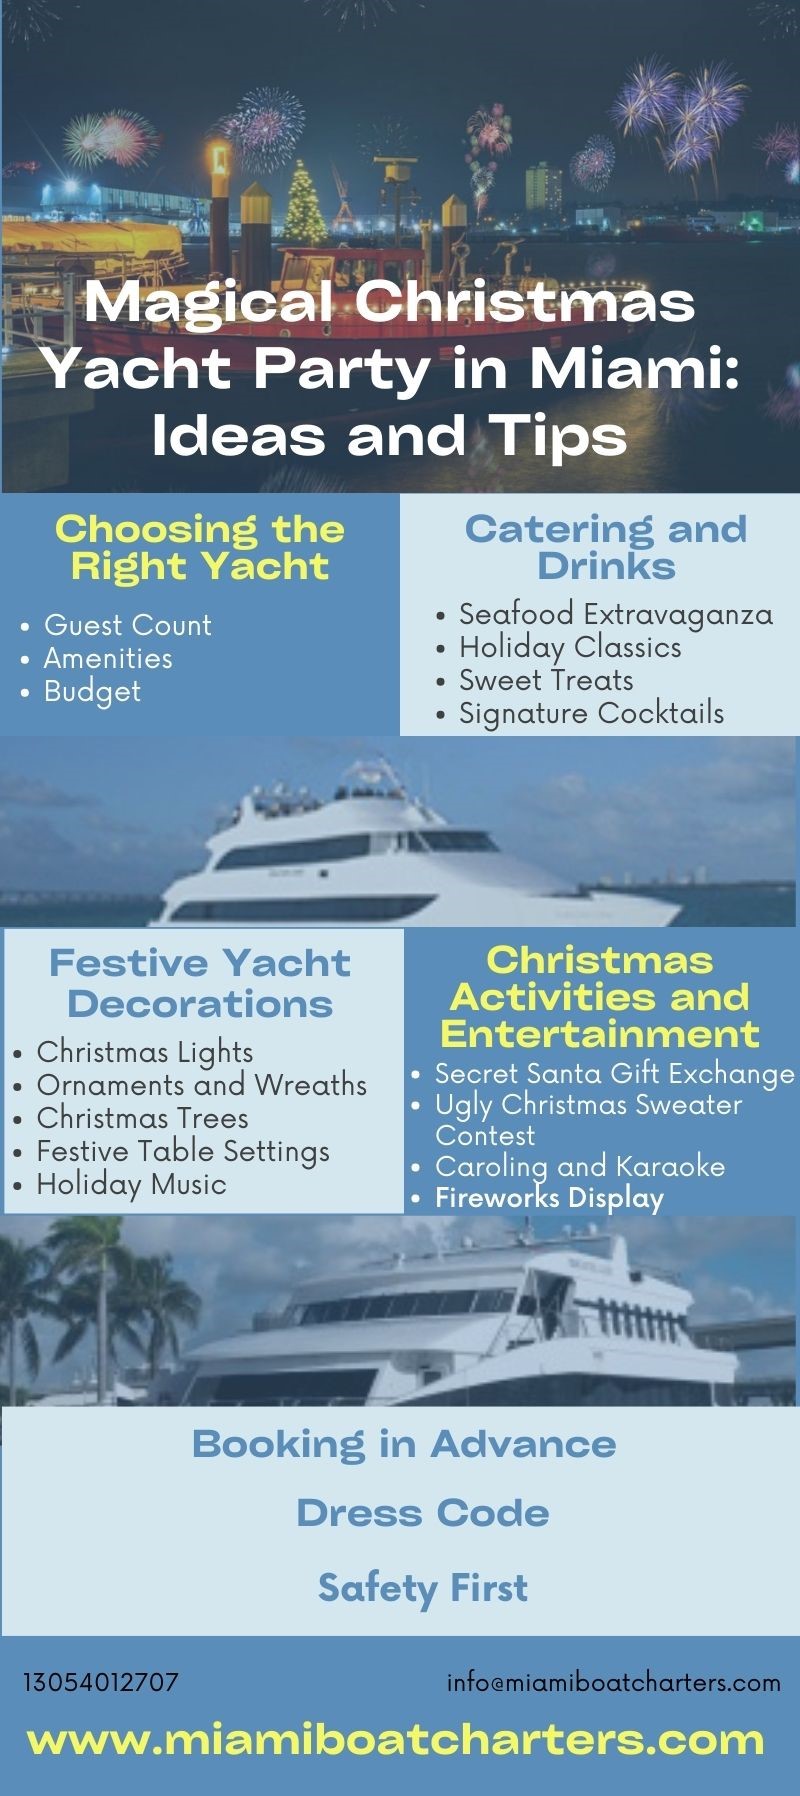 Magical Christmas
Yacht Party in Miami:
Ideas and Tips
Choosing the
Right Yacht
• Guest Count
• Amenities
• Budget
Catering and
Drinks
• Seafood Extravaganza
• Holiday Classics
• Sweet Treats
• Signature Cocktails
Festive Yacht
Decorations
• Christmas Lights
• Ornaments and Wreaths
• Christmas Trees
• Festive Table Settings
• Holiday Music
Christmas
Activities and
Entertainment
• Secret Santa Gift Exchange
• Ugly Christmas Sweater
Contest
• Caroling and Karaoke
• Fireworks Display
Booking in Advance
Dress Code
Safety First
13054012707
info@miamiboatcharters.com
www.miamiboatcharters.com